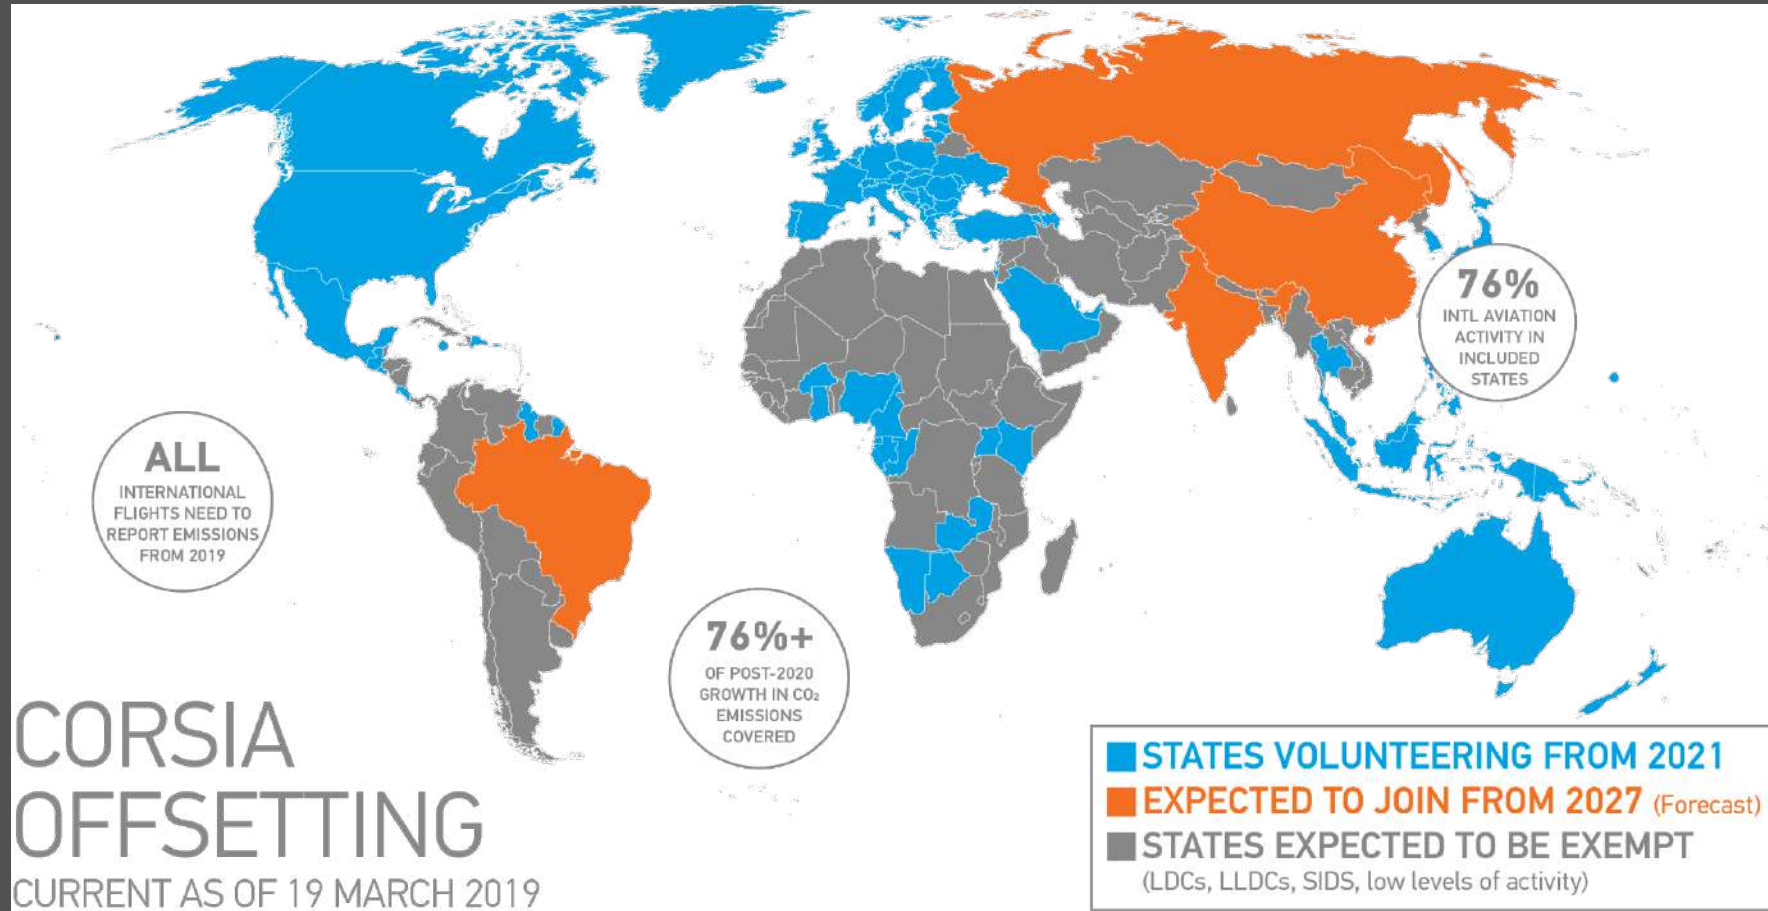 76%
INTL AVIATION
ACTIVITY IN
INCLUDED
STATES
ALL
INTERNATIONAL
FLIGHTS NEED TO
REPORT EMISSIONS
FROM 2019
76%+
OF POST-2020
GROWTH IN CO₂
EMISSIONS
COVERED
CORSIA
OFFSETTING
CURRENT AS OF 19 MARCH 2019
STATES VOLUNTEERING FROM 2021
EXPECTED TO JOIN FROM 2027 (Forecast)
STATES EXPECTED TO BE EXEMPT
(LDCs, LLDCs, SIDS, low levels of activity)